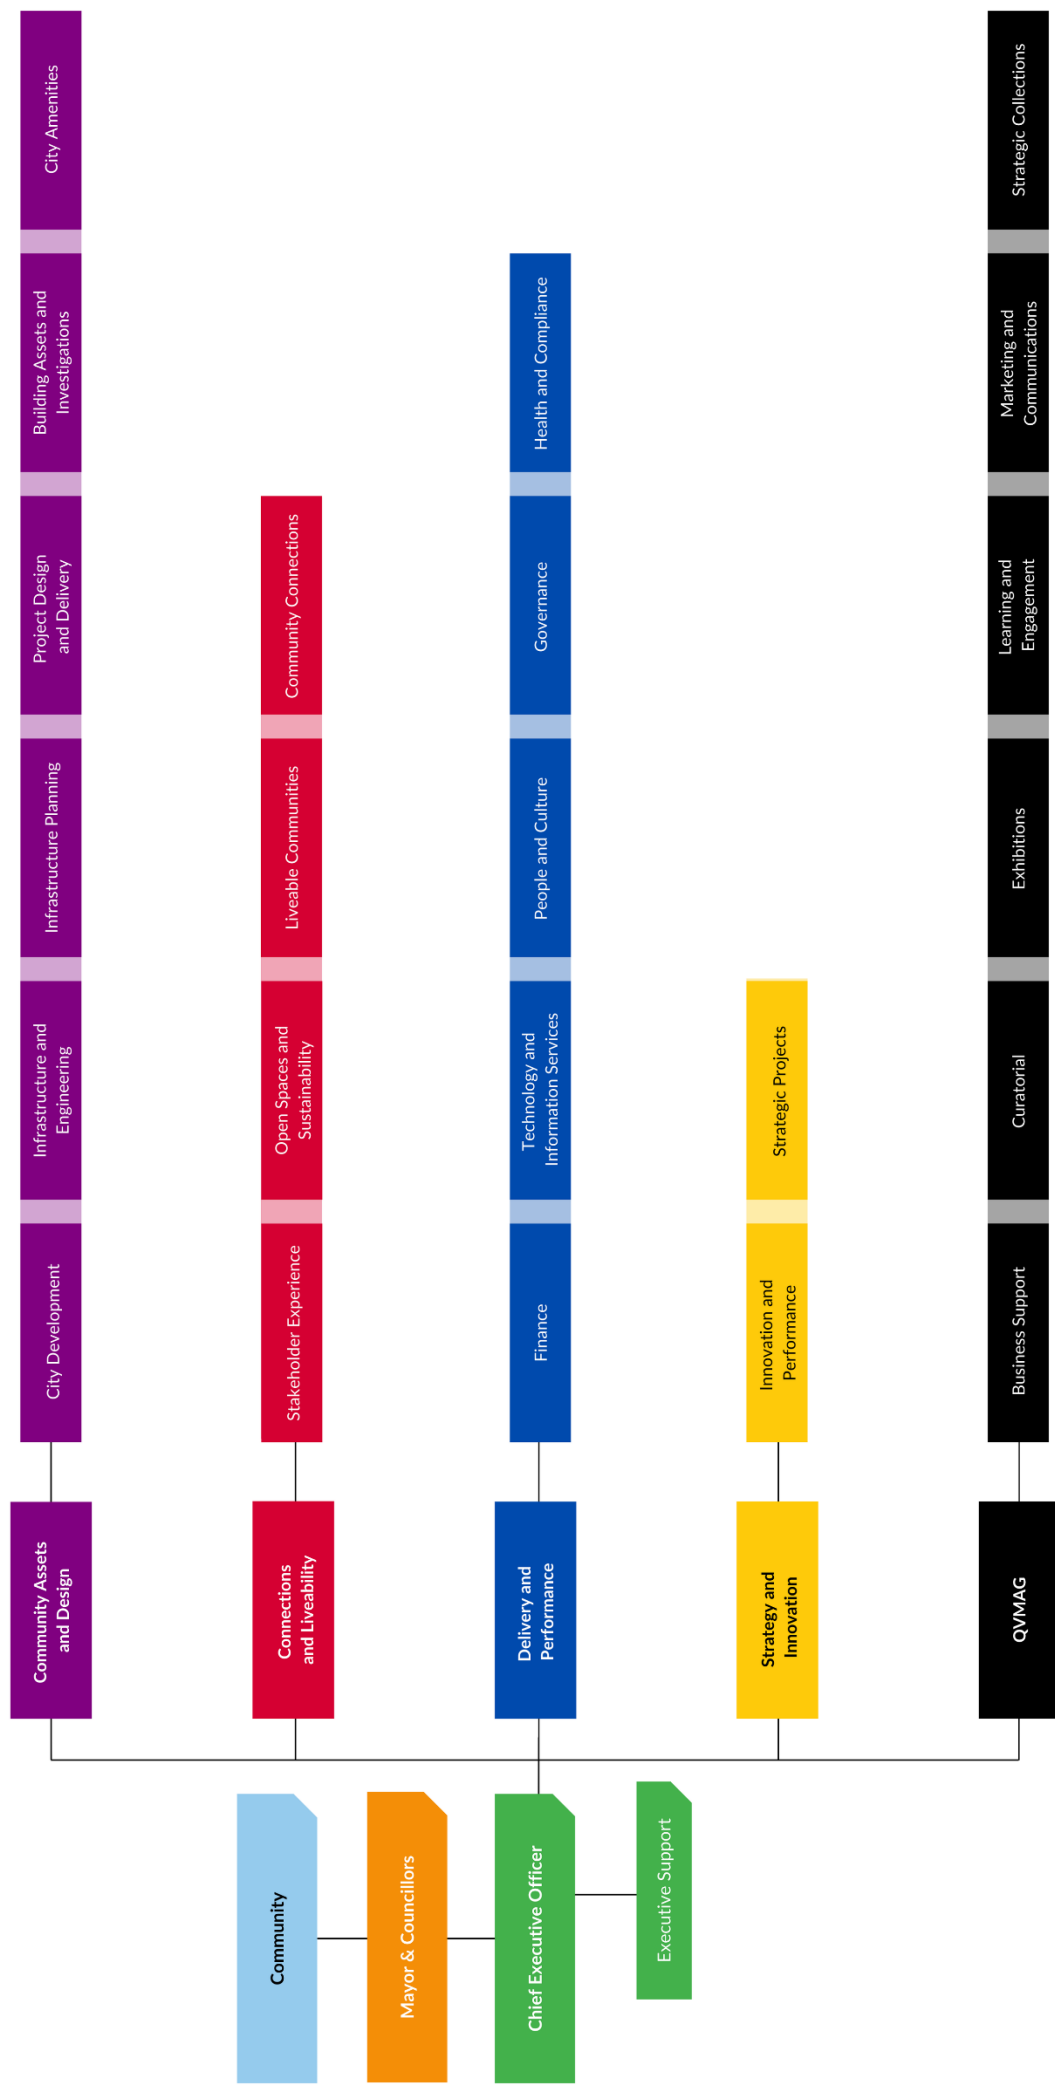 Community
Mayor & Councillors
Chief Executive Officer
Executive Support
Community Assets
and Design
City Development
Infrastructure and
Engineering
Infrastructure Planning
Project Design
and Delivery
Building Assets and
Investigations
City Amenities
Connections
and Liveability
Stakeholder Experience
Open Spaces and
Sustainability
Liveable Communities
Community Connections
Delivery and
Performance
Finance
Technology and
Information Services
People and Culture
Governance
Health and Compliance
Strategy and
Innovation
Innovation and
Performance
Strategic Projects
QVMAG
Business Support
Curatorial
Exhibitions
Learning and
Engagement
Marketing and
Communications
Strategic Collections